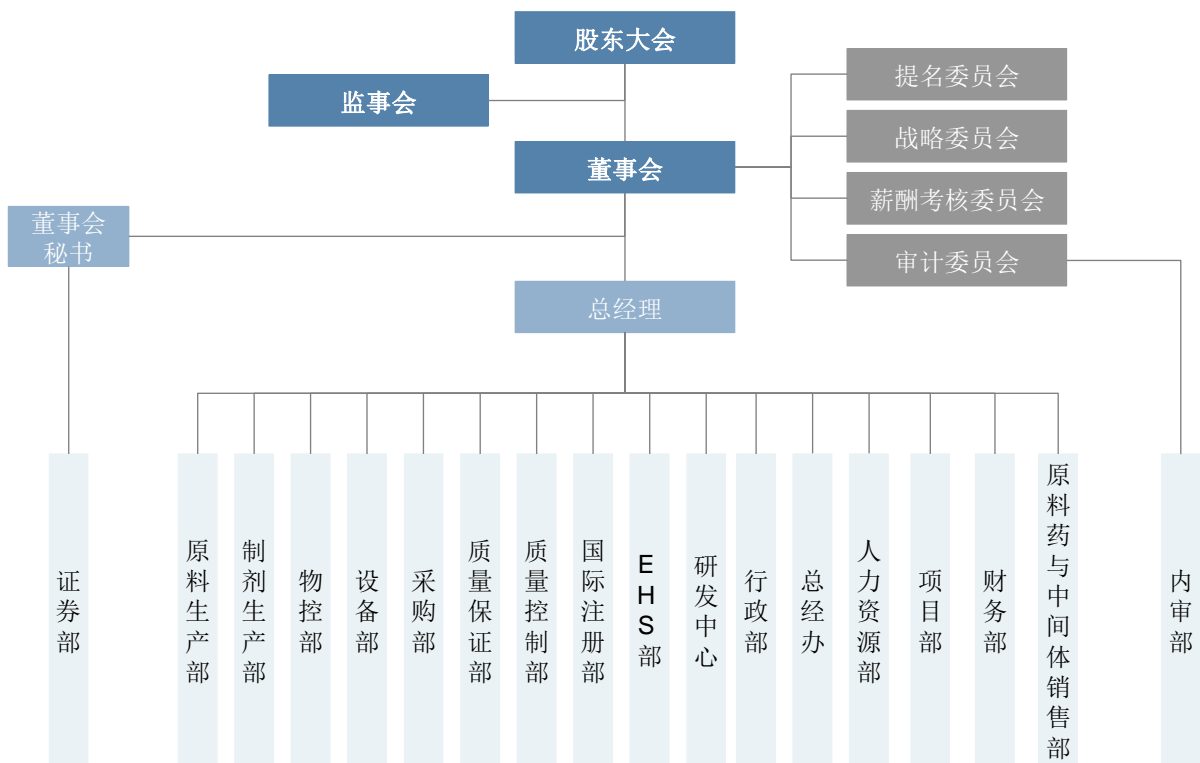 股东大会
监事会
提名委员会
战略委员会
董事会
薪酬考核委员会
董事会
秘书
审计委员会
总经理
证券部
原料生产部
制剂生产部
物控部
设备部
采购部
质量保证部
质量控制部
国际注册部
EHS部
研发中心
行政部
总经办
人力资源部
项目部
财务部
原料药与中间体销售部
内审部